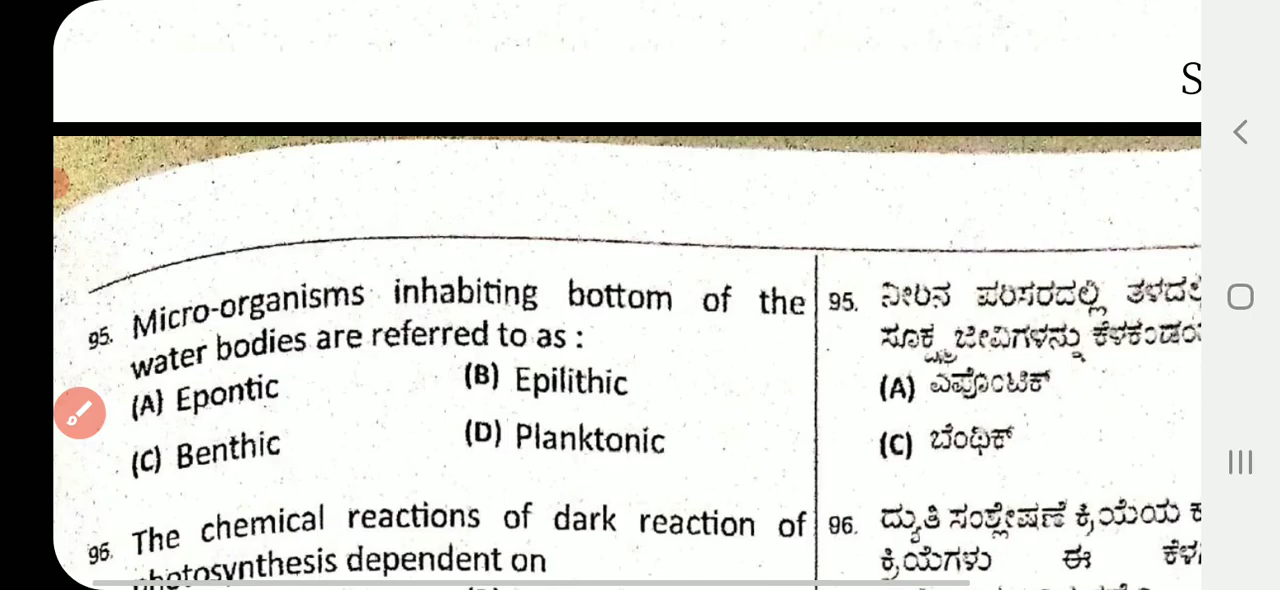 S
95. Micro-organisms inhabiting bottom of the
water bodies are referred to as :
(A) Epontic (B) Epilithic
(C) Benthic (D) Planktonic
96. The chemical reactions of dark reaction of
photosynthesis dependent on
95. ನೀರಿನ ಪರಿಸರದಲ್ಲಿ
ಸೂಕ್ಷ್ಮ ಜೀವಿಗಳನ್ನು
(A) ಎಪೊಂಟಿಕ್
(C) ಬೆಂಥಿಕ್
96. ದ್ಯುತಿ ಸಂಶ್ಲೇಷಣೆ ಕ್ರಿಯೆಯ
ಕ್ರಿಯೆಗಳು ಈ